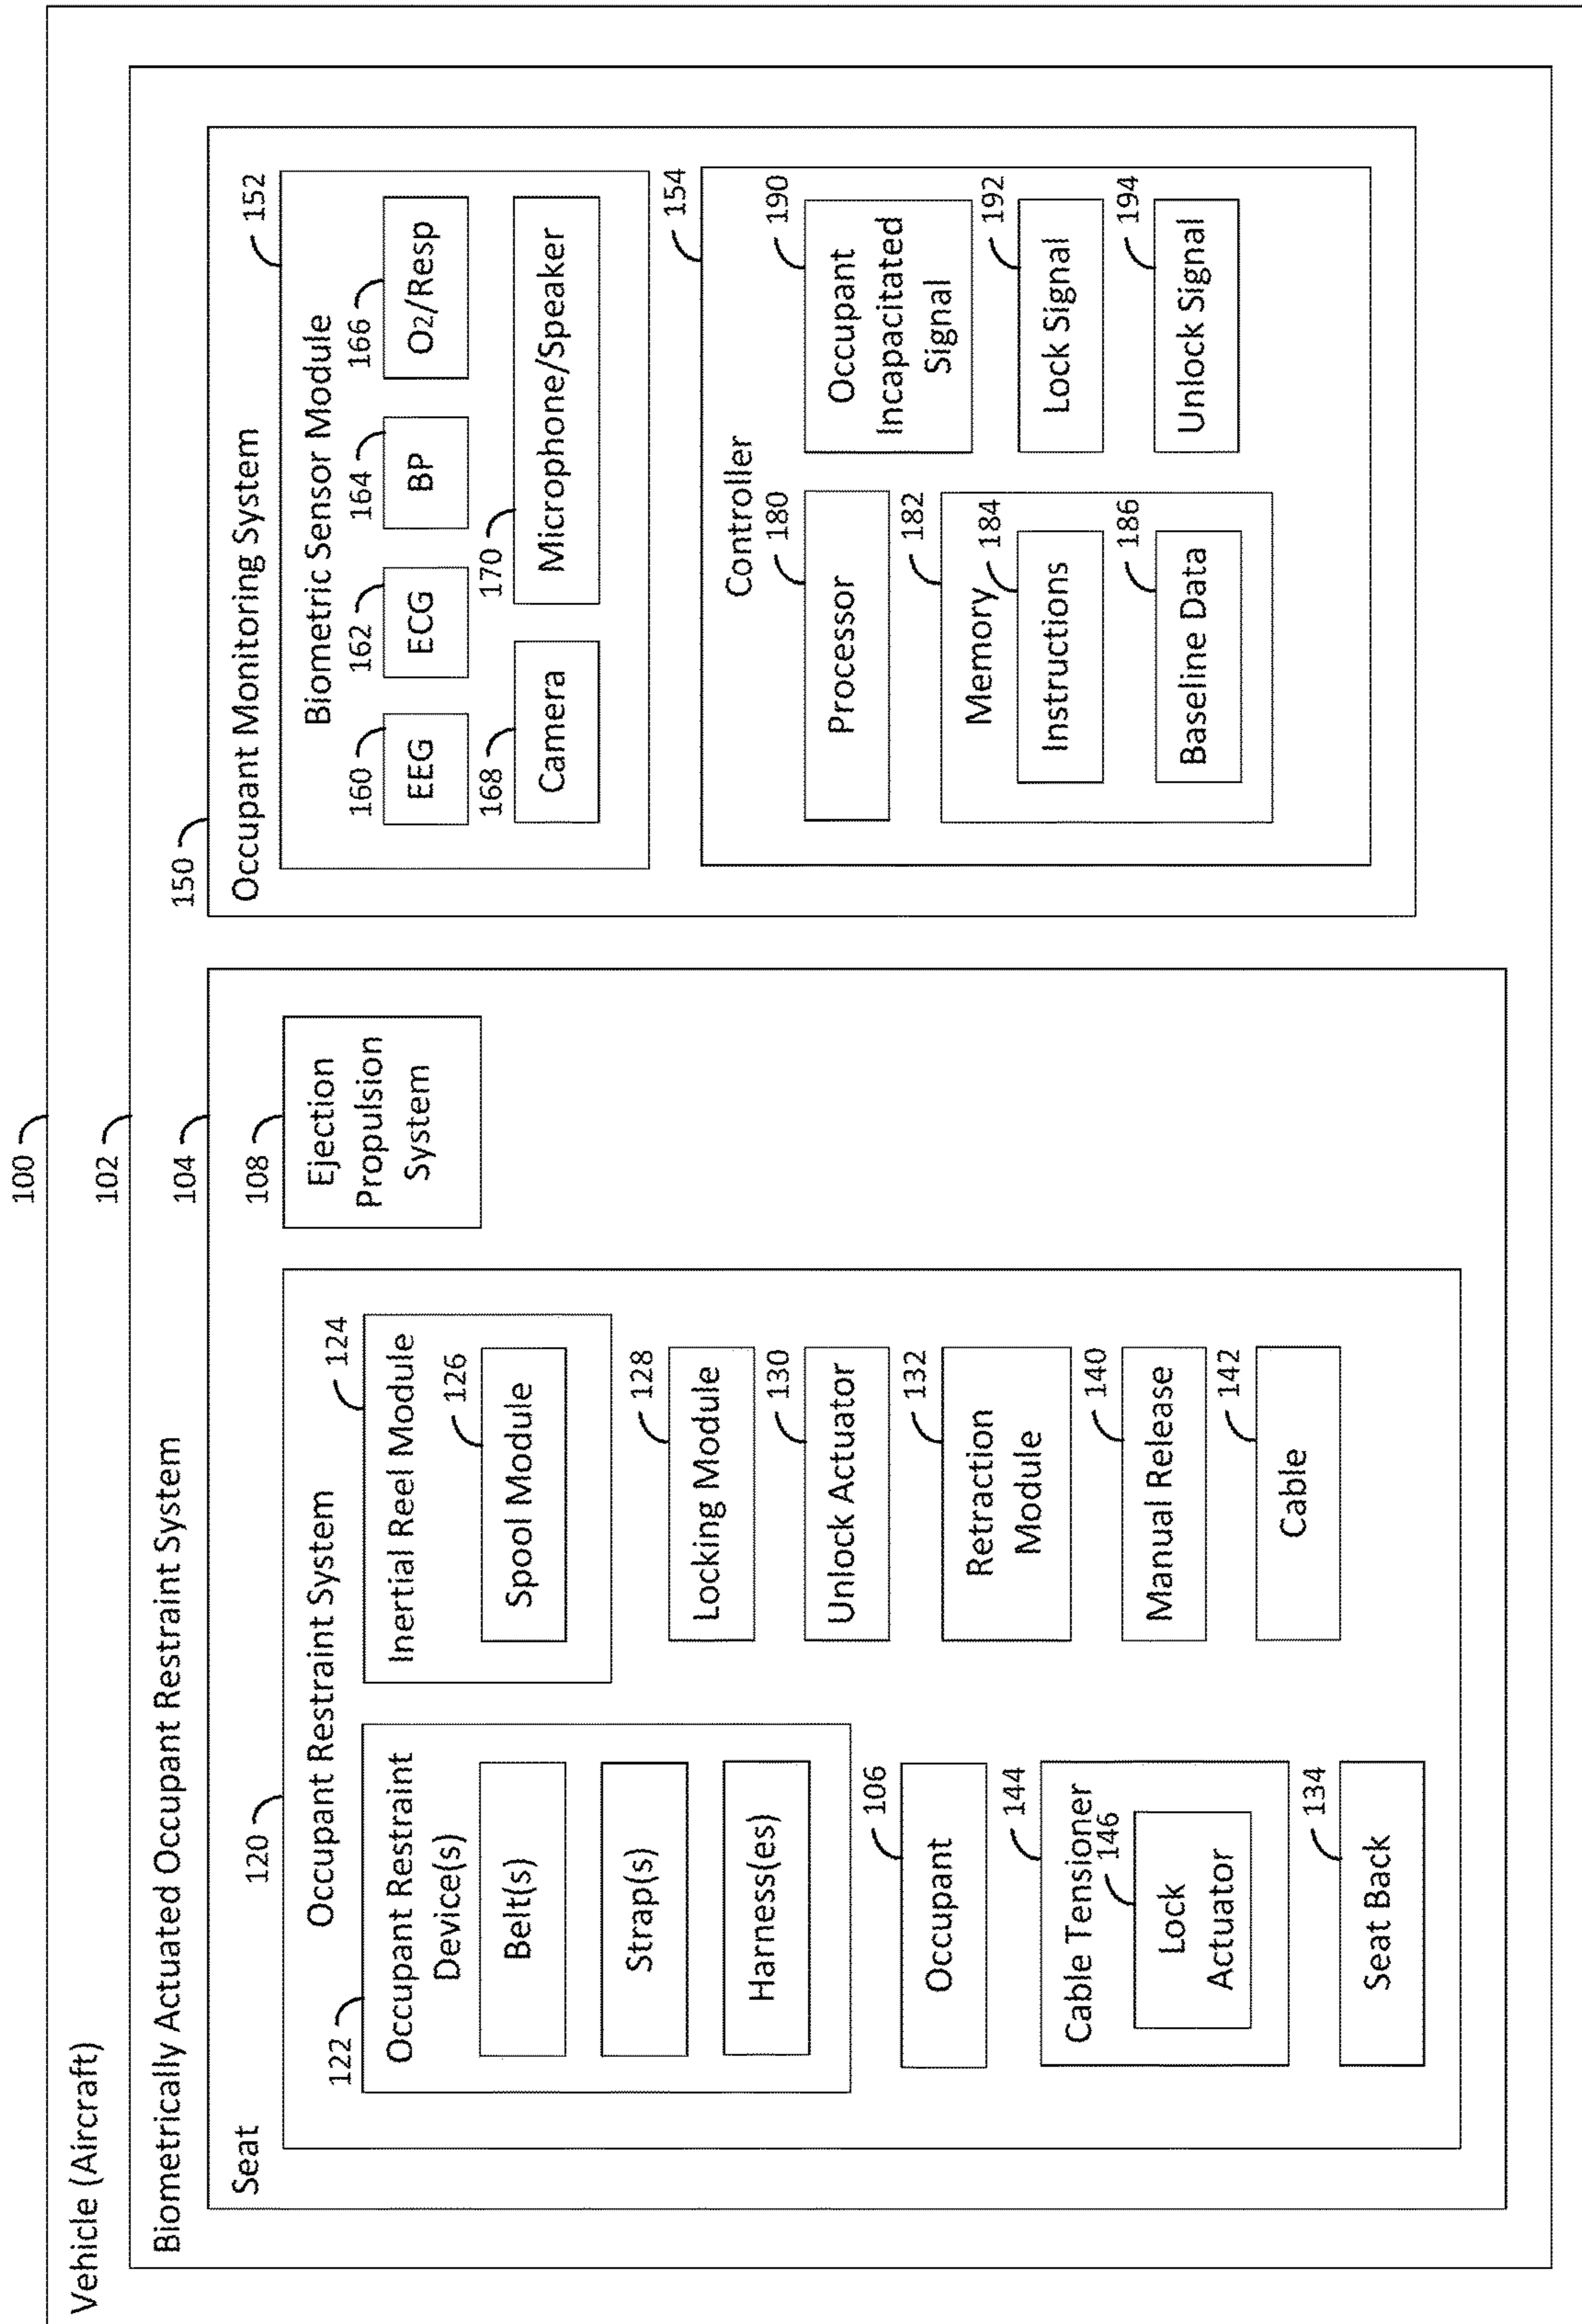 100
Vehicle (Aircraft)
102
Biometrically Actuated Occupant Restraint System
104
Seat
108
Ejection
Propulsion
System
120
Occupant Restraint System
122
Occupant Restraint
Device(s)
Belt(s)
Strap(s)
Harness(es)
124
Inertial Reel Module
126
Spool Module
128
Locking Module
130
Unlock Actuator
132
Retraction
Module
140
Manual Release
142
Cable
106
Occupant
144
Cable Tensioner
146
Lock
Actuator
134
Seat Back
150
Occupant Monitoring System
152
Biometric Sensor Module
160
EEG
162
ECG
164
BP
166
O2/Resp
168
Camera
170
Microphone/Speaker
154
Controller
180
Processor
182
Memory
184
Instructions
186
Baseline Data
190
Occupant
Incapacitated
Signal
192
Lock Signal
194
Unlock Signal